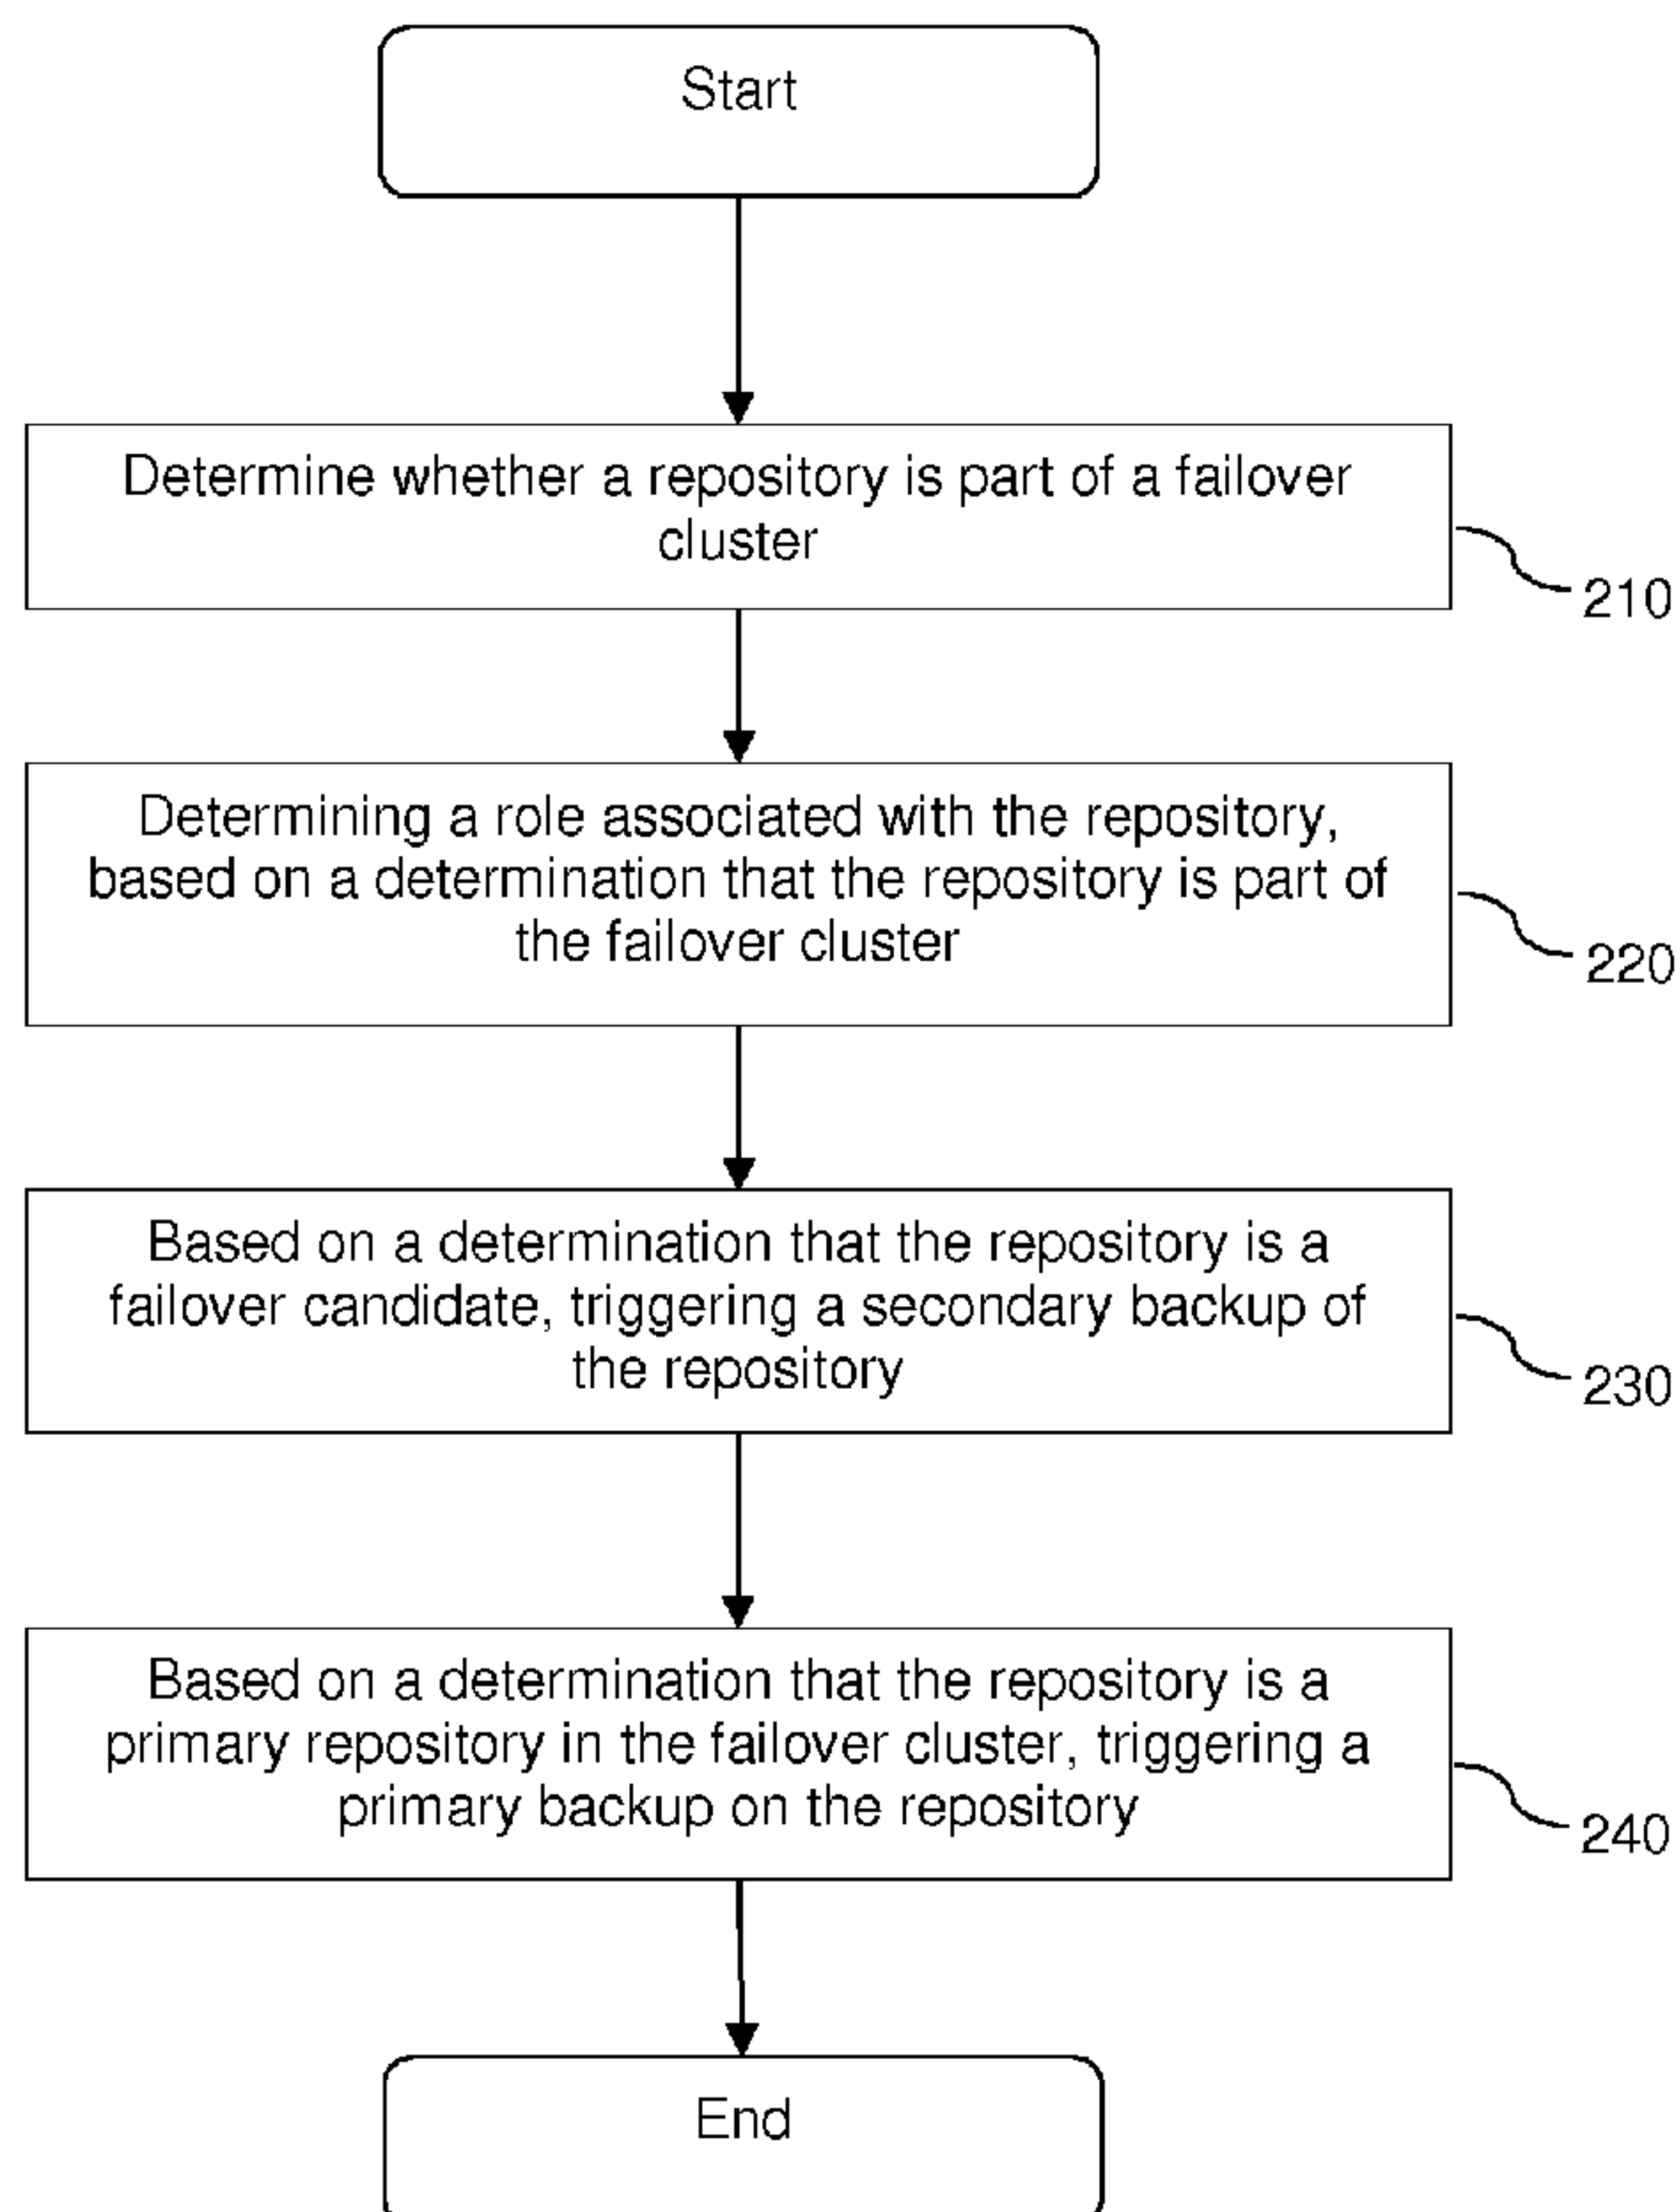 Start
Determine whether a repository is part of a failover
cluster
210
Determining a role associated with the repository,
based on a determination that the repository is part of
the failover cluster
220
Based on a determination that the repository is a
failover candidate, triggering a secondary backup of
the repository
230
Based on a determination that the repository is a
primary repository in the failover cluster, triggering a
primary backup on the repository
240
End